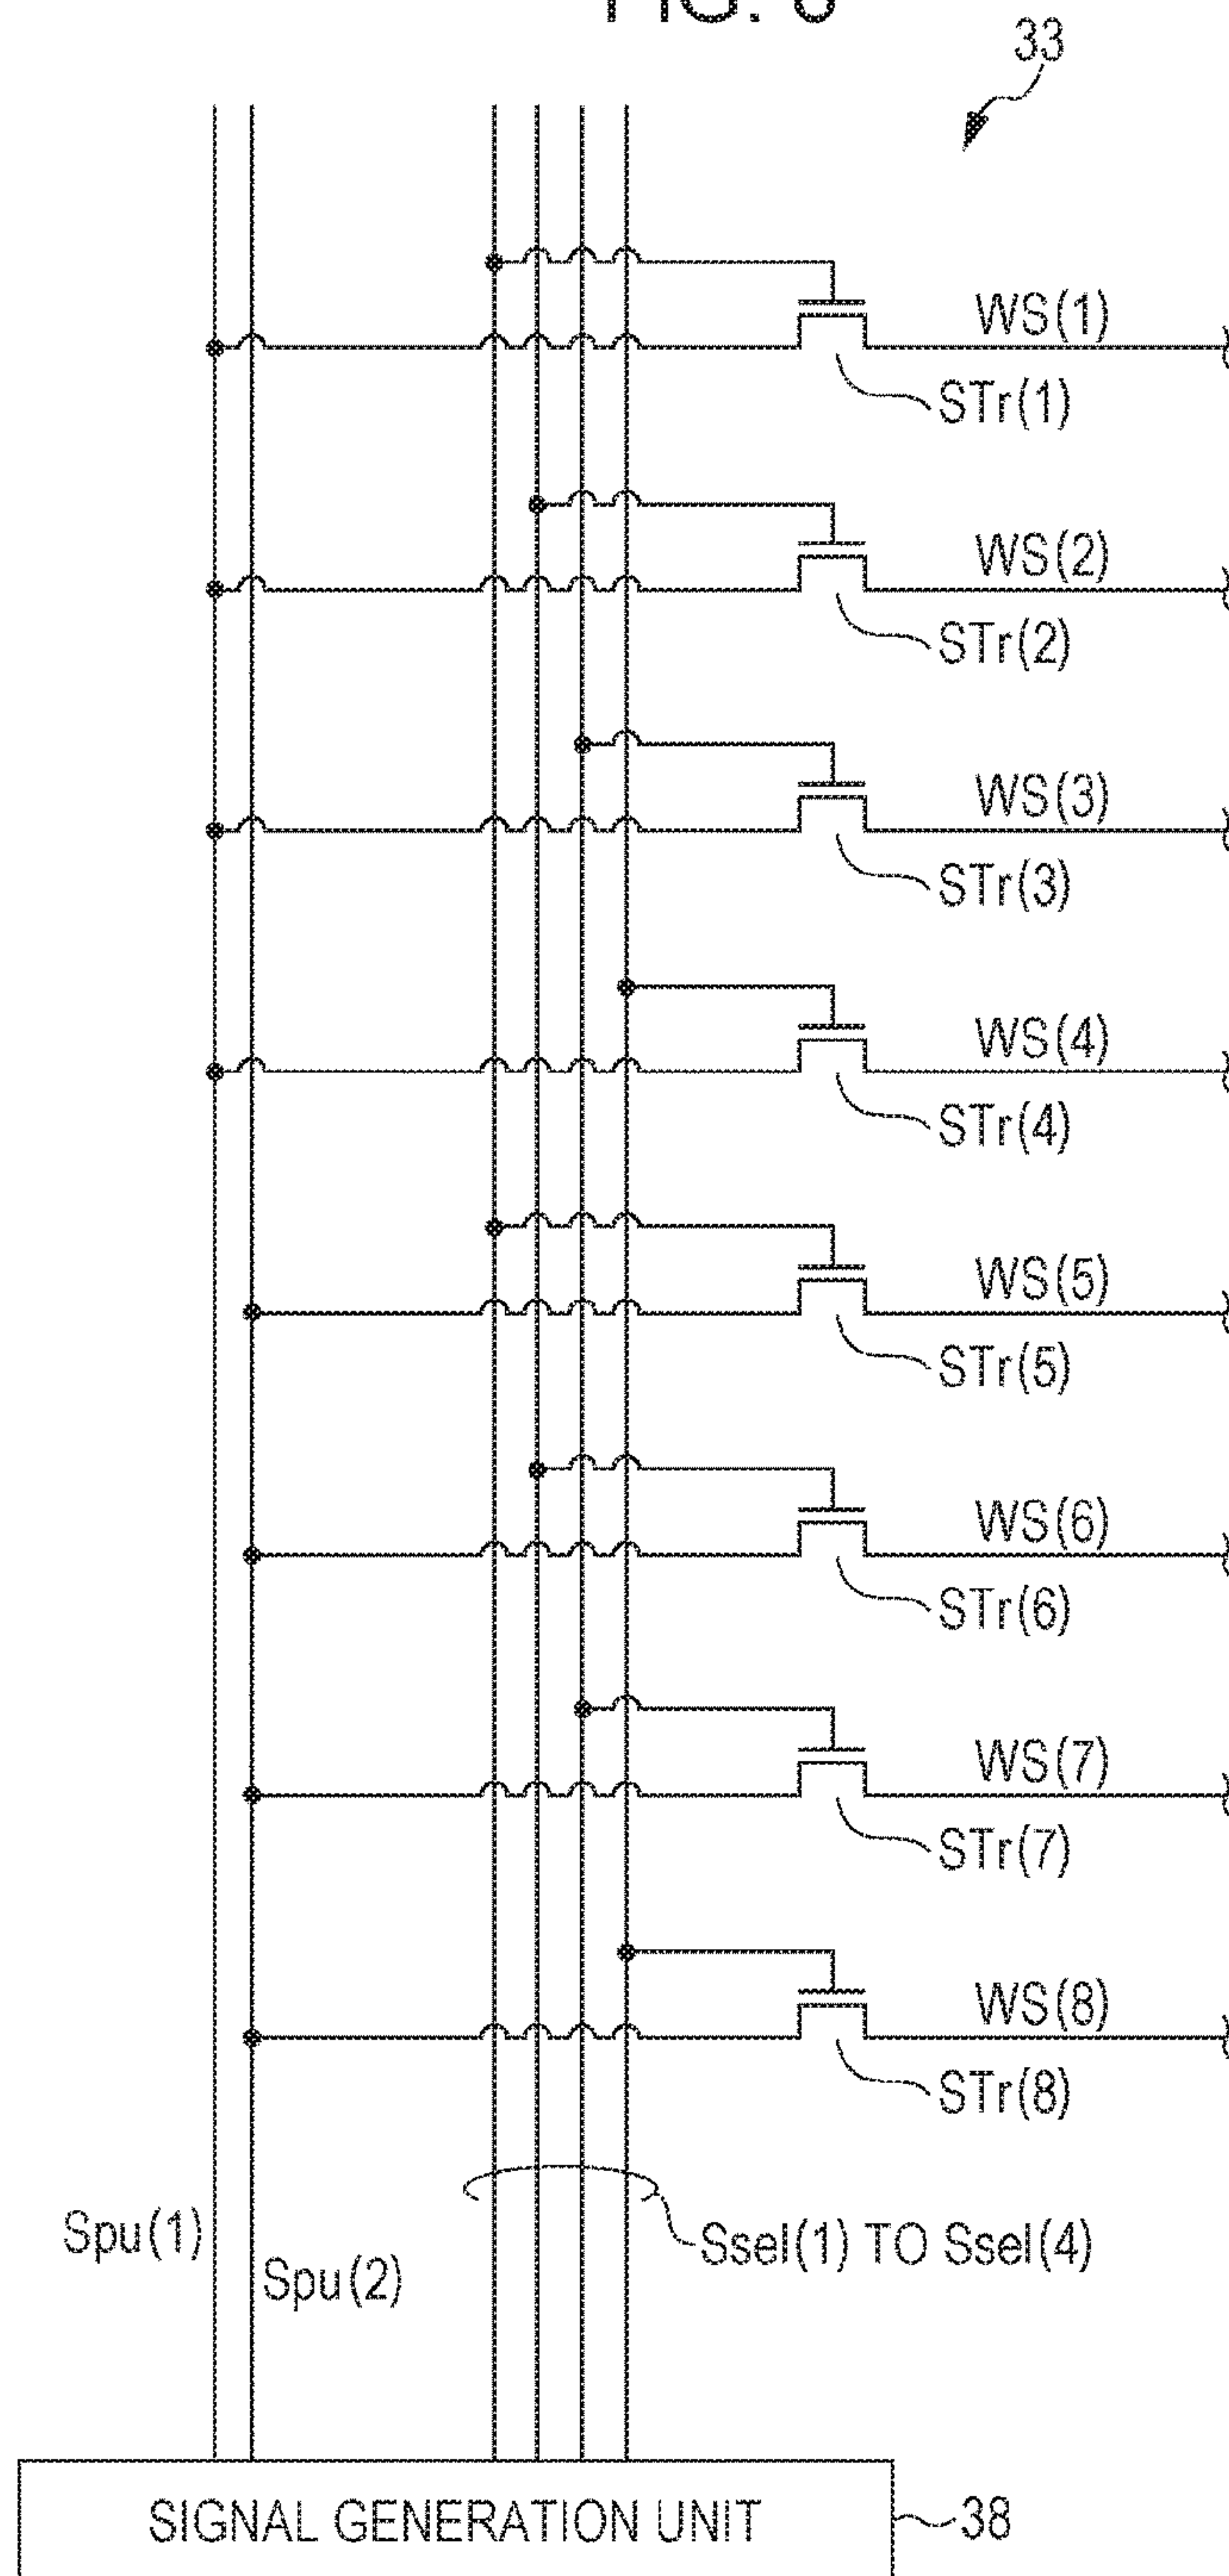 33
WS(1)
STr(1)
WS(2)
STr(2)
WS(3)
STr(3)
WS(4)
STr(4)
WS(5)
STr(5)
WS(6)
STr(6)
WS(7)
STr(7)
WS(8)
STr(8)
Spu(1)
Ssel(1) TO Ssel(4)
Spu(2)
SIGNAL GENERATION UNIT
38